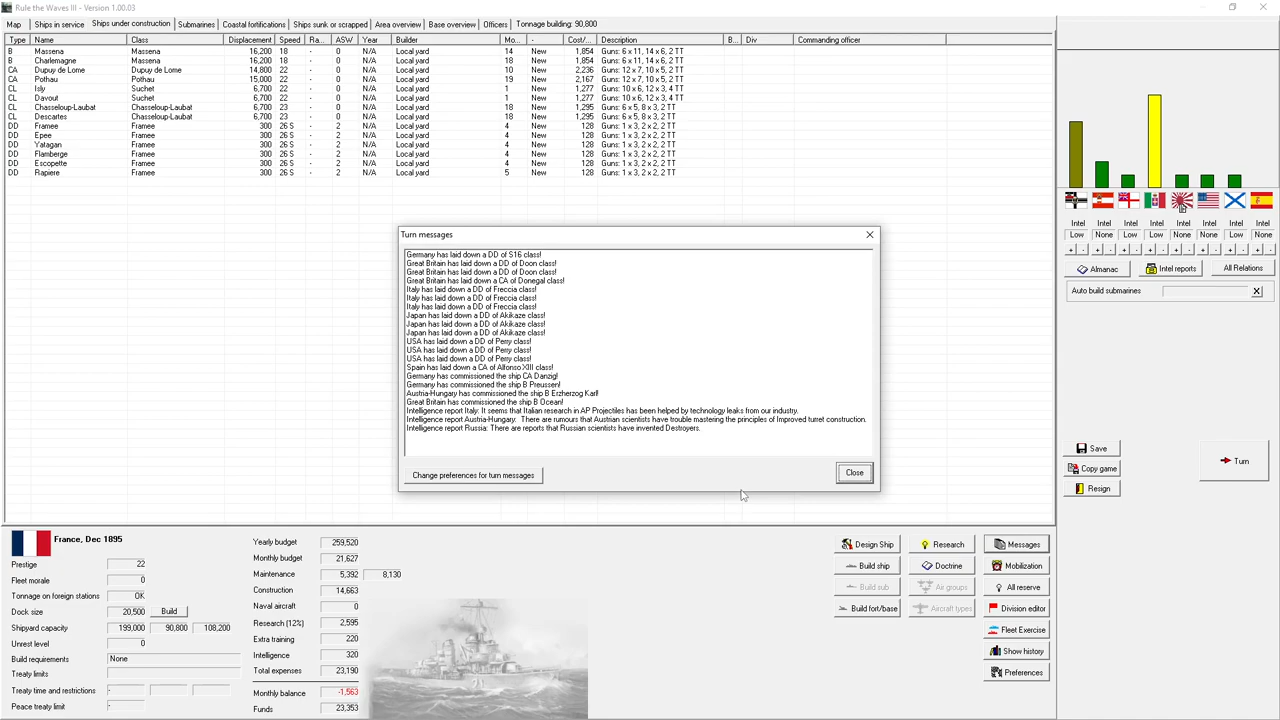 Rule the Waves III - Version 1.00.03
Map Ships in service Ships under construction Submarines Coastal fortifications Ships sunk or scrapped Area overview Base overview Officers Tonnage building: 90,800
Type Name Class Displacement Speed Ra... ASW Year Builder Mo... - Cost/... Description B... Div Commanding officer
B Massena Massena 16,200 18 - 0 N/A Local yard 14 New 1,854 Guns: 6 x 11, 14 x 6, 2 TT
B Charlemagne Massena 16,200 18 - 0 N/A Local yard 18 New 1,854 Guns: 6 x 11, 14 x 6, 2 TT
CA Dupuy de Lome Dupuy de Lome 14,800 22 - 0 N/A Local yard 10 New 2,236 Guns: 12 x 7, 10 x 5, 2 TT
CA Pothau Pothau 15,000 22 - 0 N/A Local yard 19 New 2,167 Guns: 12 x 7, 10 x 5, 2 TT
CL Isly Suchet 6,700 22 - 0 N/A Local yard 1 New 1,277 Guns: 10 x 6, 12 x 3, 4 TT
CL Davout Suchet 6,700 22 - 0 N/A Local yard 1 New 1,277 Guns: 10 x 6, 12 x 3, 4 TT
CL Chasseloup-Laubat Chasseloup-Laubat 6,700 23 - 0 N/A Local yard 18 New 1,295 Guns: 6 x 5, 8 x 3, 2 TT
CL Descartes Chasseloup-Laubat 6,700 23 - 0 N/A Local yard 18 New 1,295 Guns: 6 x 5, 8 x 3, 2 TT
DD Framee Framee 300 26 S - 2 N/A Local yard 4 New 128 Guns: 1 x 3, 2 x 2, 2 TT
DD Epee Framee 300 26 S - 2 N/A Local yard 4 New 128 Guns: 1 x 3, 2 x 2, 2 TT
DD Yatagan Framee 300 26 S - 2 N/A Local yard 4 New 128 Guns: 1 x 3, 2 x 2, 2 TT
DD Flamberge Framee 300 26 S - 2 N/A Local yard 4 New 128 Guns: 1 x 3, 2 x 2, 2 TT
DD Escopette Framee 300 26 S - 2 N/A Local yard 4 New 128 Guns: 1 x 3, 2 x 2, 2 TT
DD Rapiere Framee 300 26 S - 2 N/A Local yard 5 New 128 Guns: 1 x 3, 2 x 2, 2 TT
Turn messages
Germany has laid down a DD of S16 class!
Great Britain has laid down a DD of Doon class!
Great Britain has laid down a DD of Doon class!
Great Britain has laid down a CA of Donegal class!
Italy has laid down a DD of Freccia class!
Italy has laid down a DD of Freccia class!
Italy has laid down a DD of Freccia class!
Japan has laid down a DD of Akikaze class!
Japan has laid down a DD of Akikaze class!
Japan has laid down a DD of Akikaze class!
USA has laid down a DD of Perry class!
USA has laid down a DD of Perry class!
USA has laid down a DD of Perry class!
Spain has laid down a CA of Alfonso XIII class!
Germany has commissioned the ship CA Danzig!
Germany has commissioned the ship B Preussen!
Austria-Hungary has commissioned the ship B Erzherzog Karl!
Great Britain has commissioned the ship B Ocean!
Intelligence report Italy: It seems that Italian research in AP Projectiles has been helped by technology leaks from our industry.
Intelligence report Austria-Hungary: There are rumours that Austrian scientists have trouble mastering the principles of Improved turret construction.
Intelligence report Russia: There are reports that Russian scientists have invented Destroyers.
Change preferences for turn messages
Close
Intel Intel Intel Intel Intel Intel Intel Intel
Low None Low Low None None Low None
+ - + - + - + - + - + - + - + -
Almanac Intel reports All Relations
Auto build submarines
Save
Copy game
Resign
Turn
France, Dec 1895
Prestige 22
Fleet morale 0
Tonnage on foreign stations OK
Dock size 20,500 Build
Shipyard capacity 199,000 90,800 108,200
Unrest level 0
Build requirements None
Treaty limits
Treaty time and restrictions -
Peace treaty limit -
Yearly budget 259,520
Monthly budget 21,627
Maintenance 5,392 8,130
Construction 14,663
Naval aircraft 0
Research (12%) 2,595
Extra training 220
Intelligence 320
Total expenses 23,190
Monthly balance -1,563
Funds 23,353
Design Ship Research Messages
Build ship Doctrine Mobilization
Build sub Air groups All reserve
Build fort/base Aircraft types Division editor
Fleet Exercise
Show history
Preferences